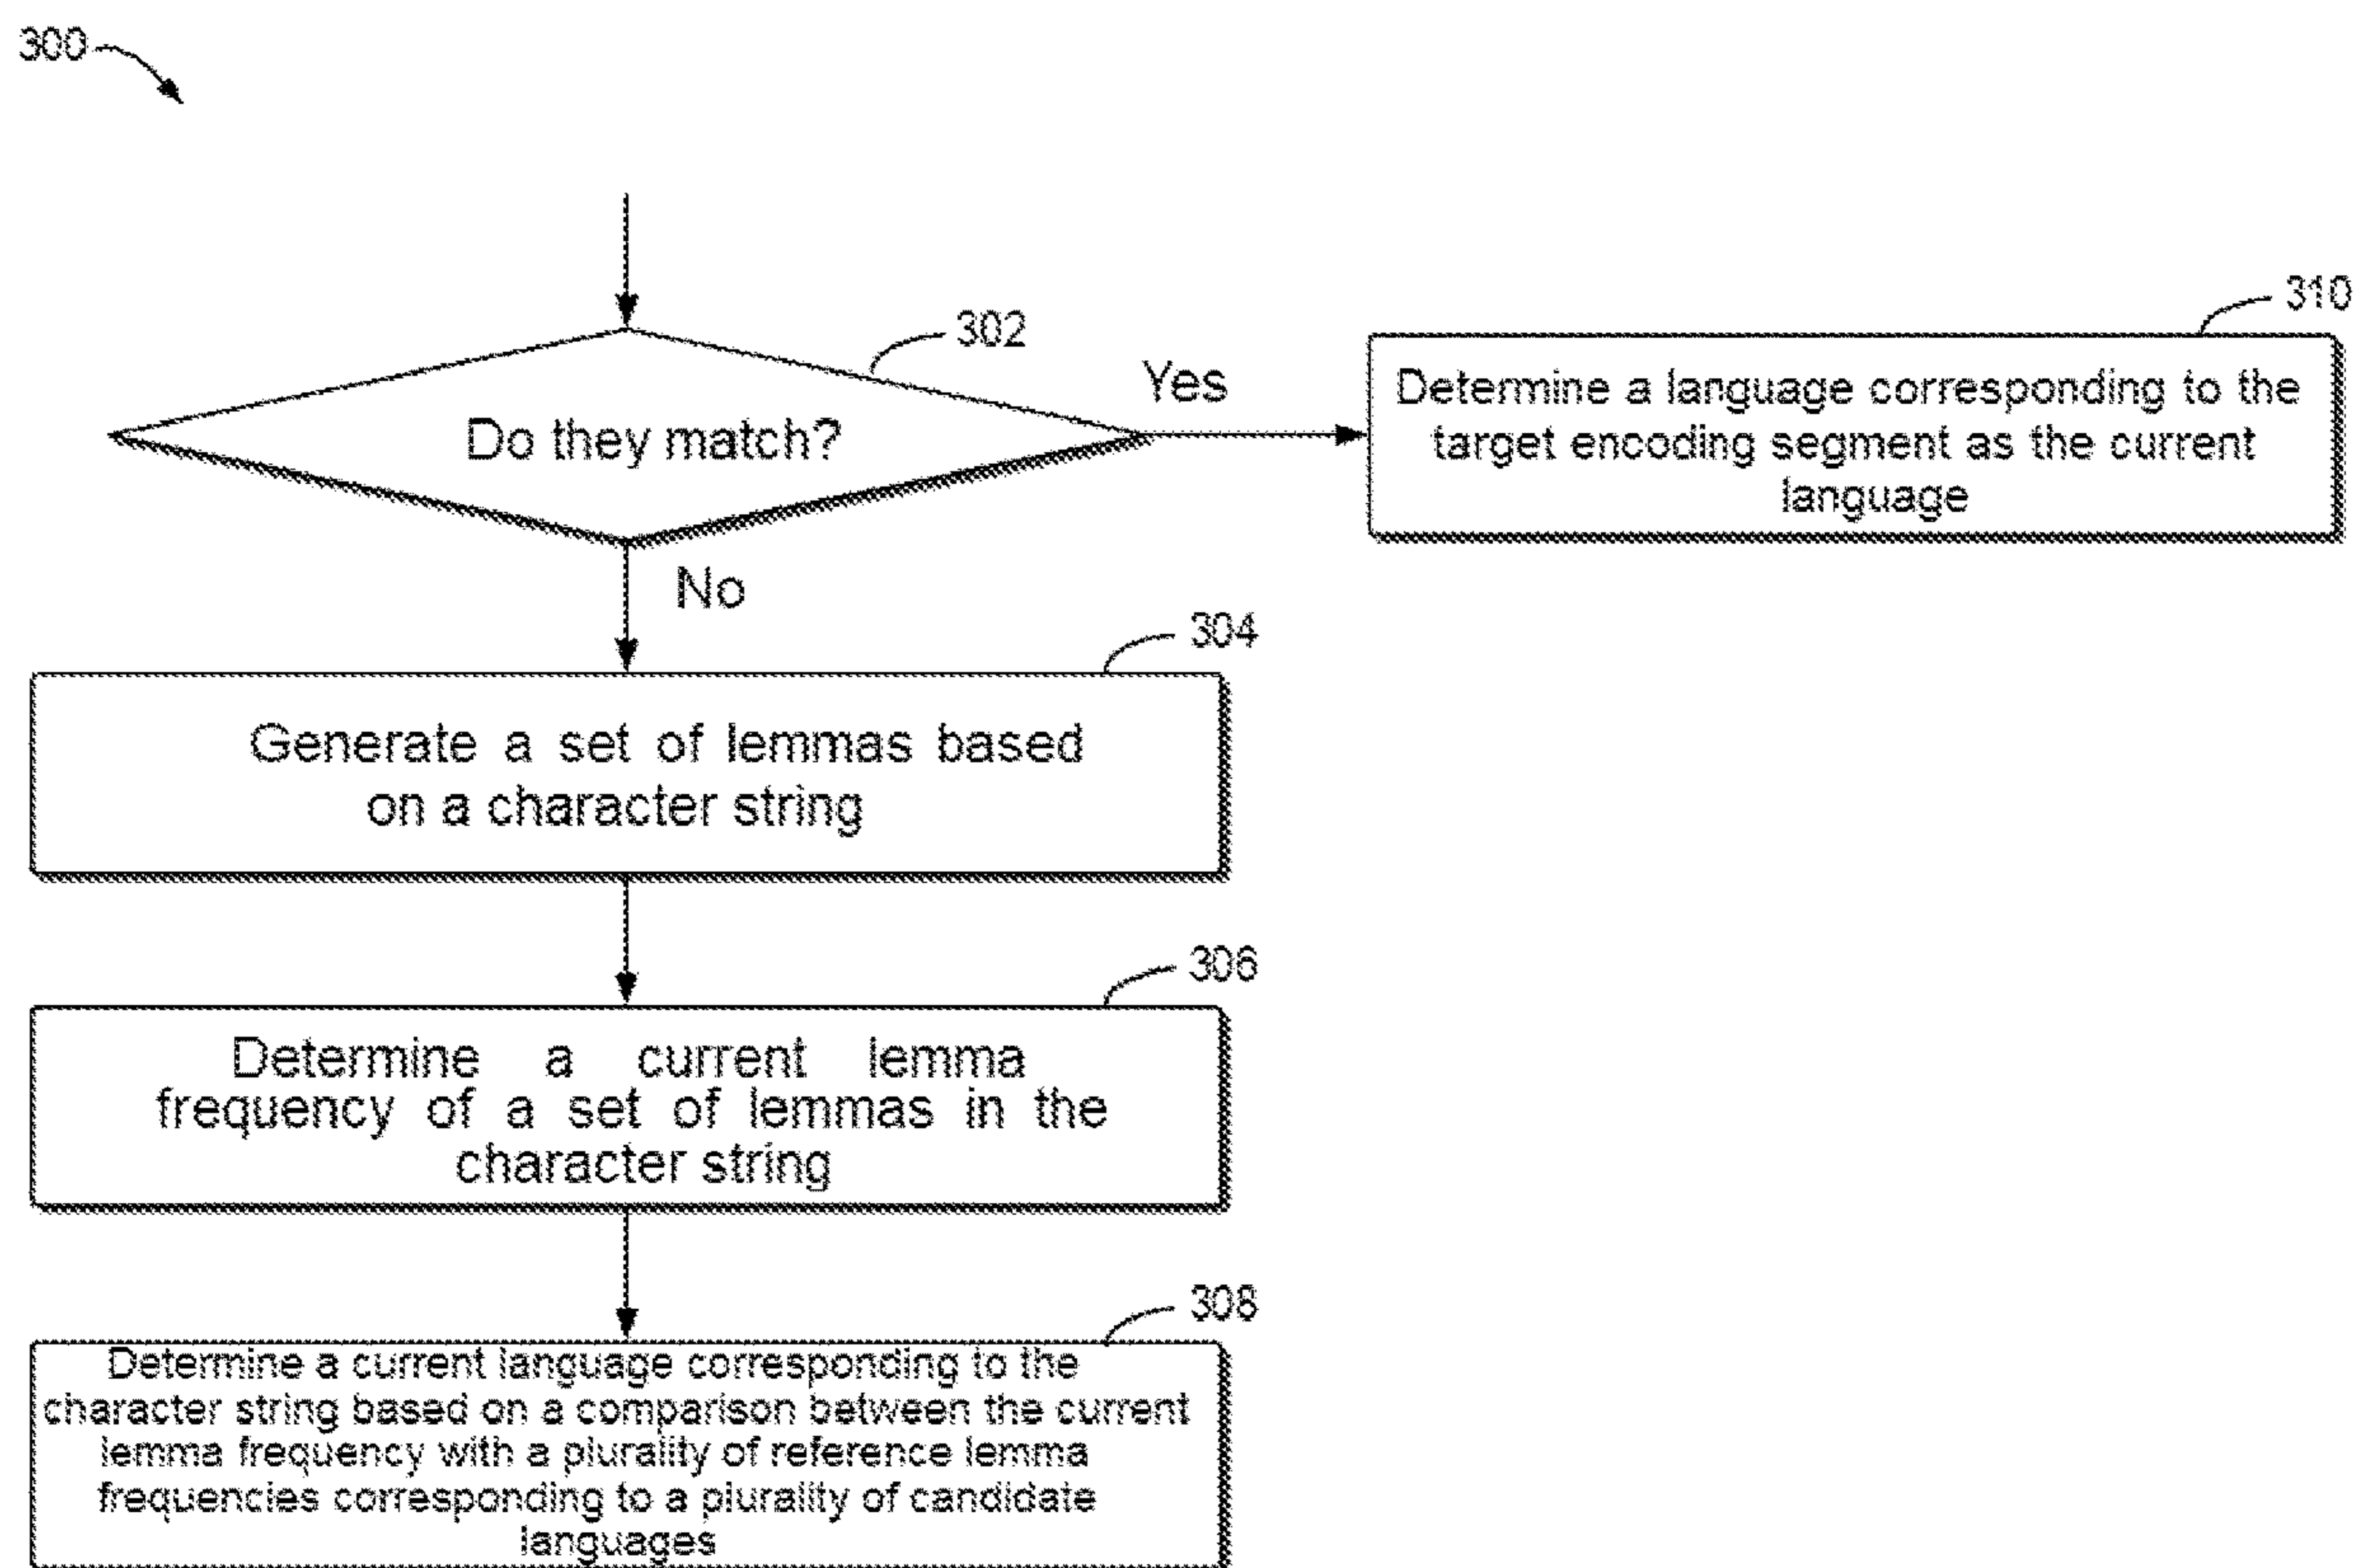 300
302
Do they match?
Yes
310
Determine a language corresponding to the
target encoding segment as the current
language
No
304
Generate a set of lemmas based
on a character string
306
Determine a current lemma
frequency of a set of lemmas in the
character string
308
Determine a current language corresponding to the
character string based on a comparison between the current
lemma frequency with a plurality of reference lemma
frequencies corresponding to a plurality of candidate
languages